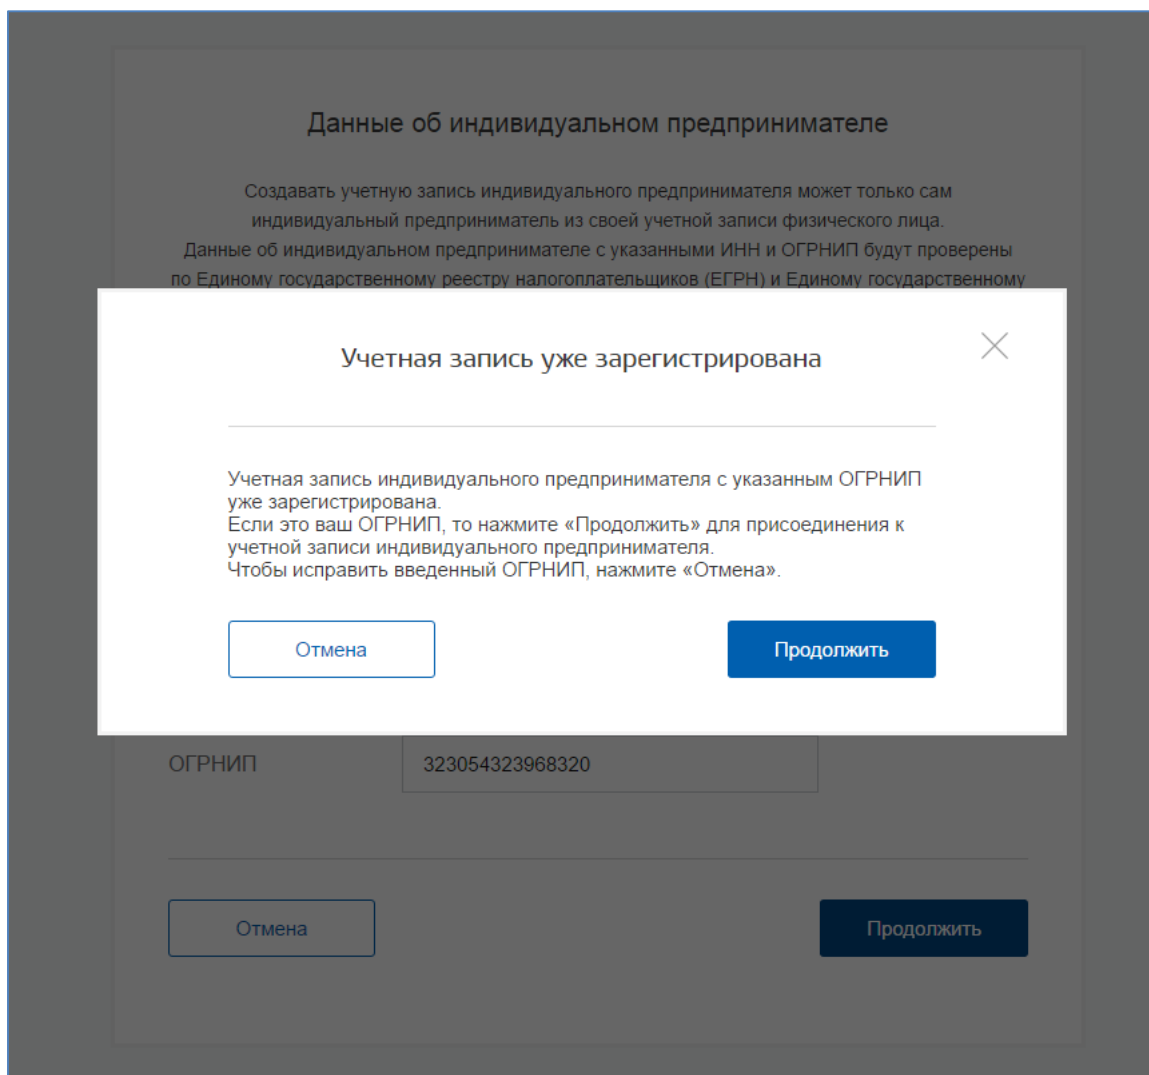 Данные об индивидуальном предпринимателе
Создавать учетную запись индивидуального предпринимателя может только сам
индивидуальный предприниматель из своей учетной записи физического лица.
Данные об индивидуальном предпринимателе с указанными ИНН и ОГРНИП будут проверены
по Единому государственному реестру налогоплательщиков (ЕГРН) и Единому государственному
Учетная запись уже зарегистрирована
Учетная запись индивидуального предпринимателя с указанным ОГРНИП
уже зарегистрирована.
Если это ваш ОГРНИП, то нажмите «Продолжить» для присоединения к
учетной записи индивидуального предпринимателя.
Чтобы исправить введенный ОГРНИП, нажмите «Отмена».
Отмена Продолжить
ОГРНИП 323054323968320
Отмена Продолжить